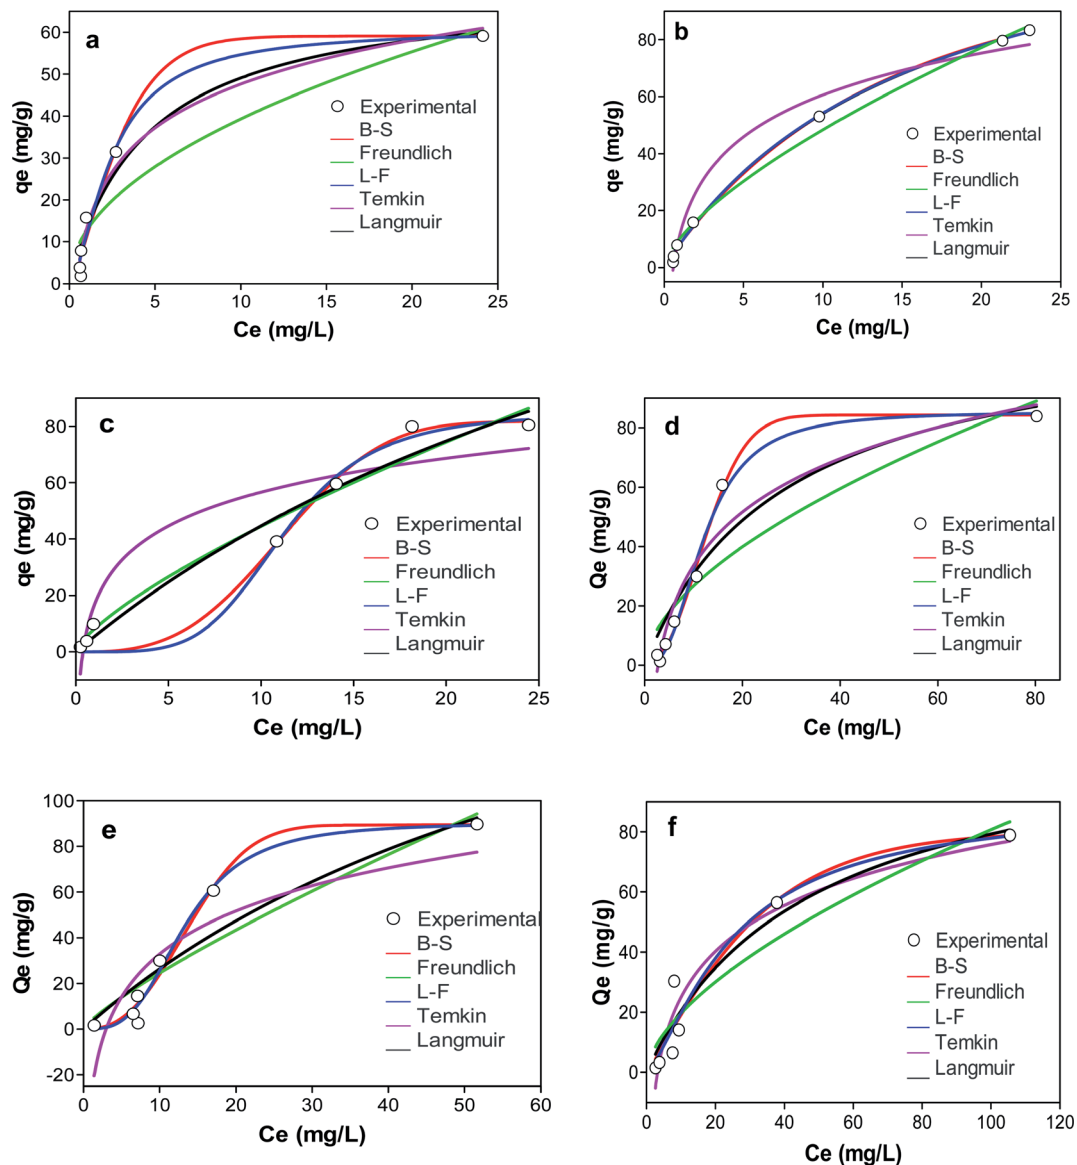 a
qe (mg/g)
60
50
40
30
20
10
0
Experimental
B-S
Freundlich
L-F
Temkin
Langmuir
0 5 10 15 20 25
Ce (mg/L)
b
qe (mg/g)
80
60
40
20
0
Experimental
B-S
Freundlich
L-F
Temkin
Langmuir
0 5 10 15 20 25
Ce (mg/L)
c
qe (mg/g)
80
60
40
20
0
Experimental
B-S
Freundlich
L-F
Temkin
Langmuir
0 5 10 15 20 25
Ce (mg/L)
d
Qe (mg/g)
80
60
40
20
0
Experimental
B-S
Freundlich
L-F
Temkin
Langmuir
0 20 40 60 80
Ce (mg/L)
e
Qe (mg/g)
100
80
60
40
20
0
-20
Experimental
B-S
Freundlich
L-F
Temkin
Langmuir
0 10 20 30 40 50 60
Ce (mg/L)
f
Qe (mg/g)
80
60
40
20
0
Experimental
B-S
Freundlich
L-F
Temkin
Langmuir
0 20 40 60 80 100 120
Ce (mg/L)